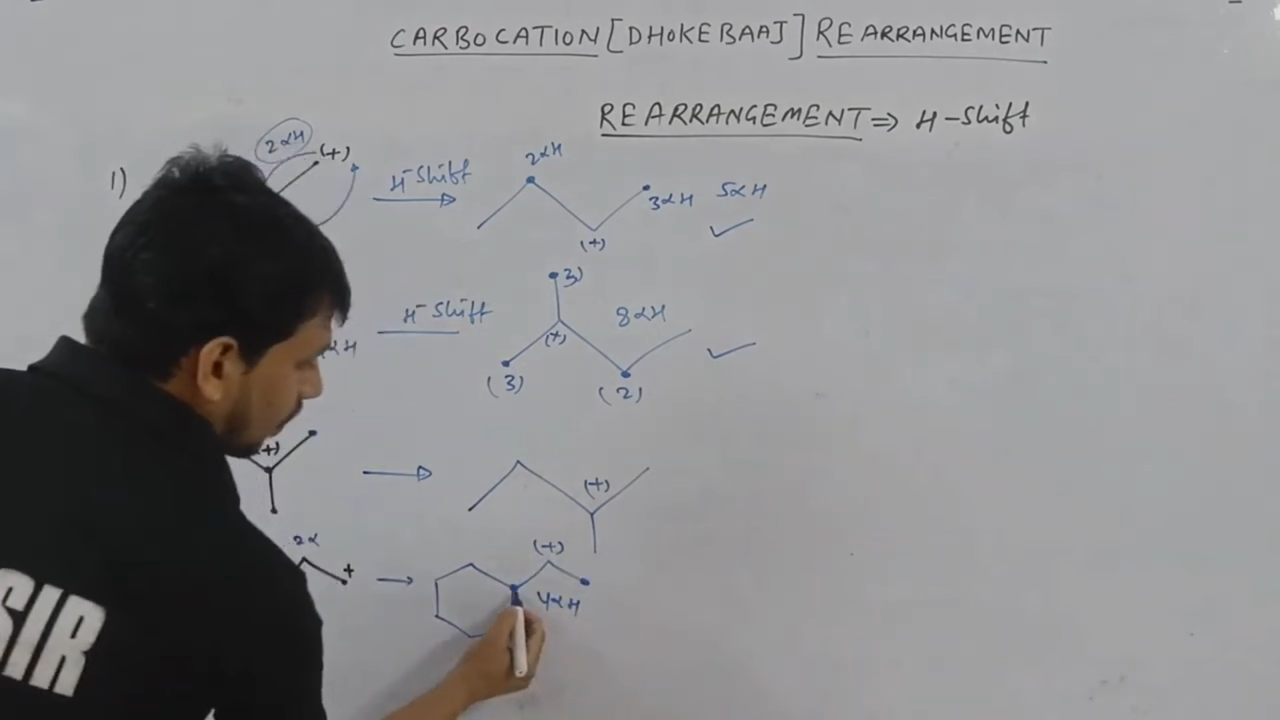 CARBOCATION [DHOKEBAAJ] REARRANGEMENT
REARRANGEMENT ⇒ H-Shift
1) 2αH (+) H⁻ Shift 2αH (+) 3αH 5αH ✓
αH H⁻ Shift 3) (+) (3) (2) 8αH ✓
(+) (+)
2α + (+) 4αH
SIR